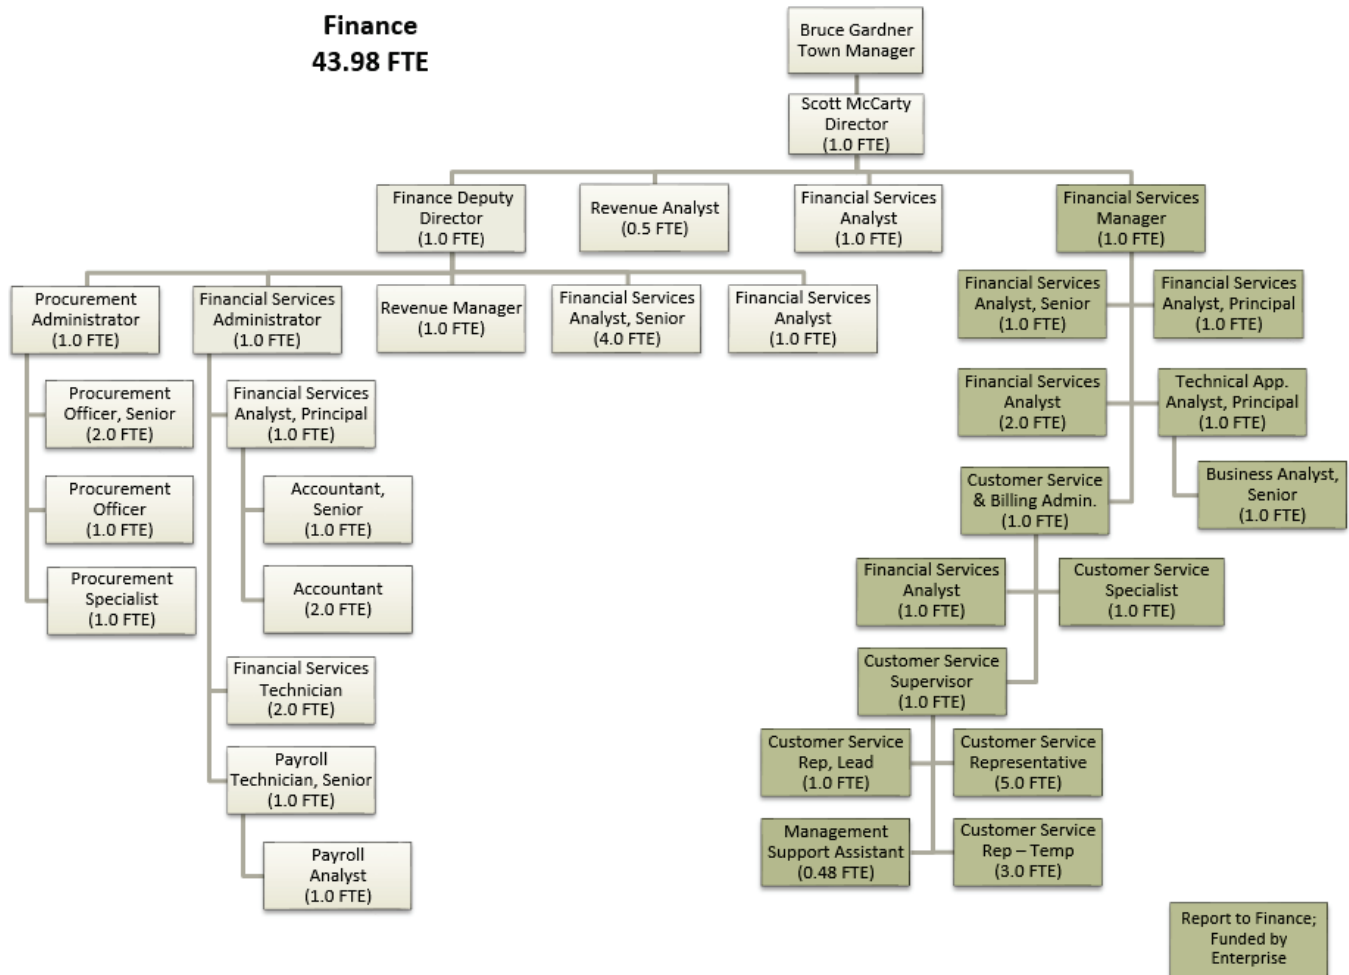 Finance
43.98 FTE
Bruce Gardner
Town Manager
Scott McCarty
Director
(1.0 FTE)
Finance Deputy
Director
(1.0 FTE)
Revenue Analyst
(0.5 FTE)
Financial Services
Analyst
(1.0 FTE)
Financial Services
Manager
(1.0 FTE)
Procurement
Administrator
(1.0 FTE)
Financial Services
Administrator
(1.0 FTE)
Revenue Manager
(1.0 FTE)
Financial Services
Analyst, Senior
(4.0 FTE)
Financial Services
Analyst
(1.0 FTE)
Financial Services
Analyst, Senior
(1.0 FTE)
Financial Services
Analyst, Principal
(1.0 FTE)
Procurement
Officer, Senior
(2.0 FTE)
Financial Services
Analyst, Principal
(1.0 FTE)
Financial Services
Analyst
(2.0 FTE)
Technical App.
Analyst, Principal
(1.0 FTE)
Procurement
Officer
(1.0 FTE)
Accountant,
Senior
(1.0 FTE)
Customer Service
& Billing Admin.
(1.0 FTE)
Business Analyst,
Senior
(1.0 FTE)
Procurement
Specialist
(1.0 FTE)
Accountant
(2.0 FTE)
Financial Services
Analyst
(1.0 FTE)
Customer Service
Specialist
(1.0 FTE)
Financial Services
Technician
(2.0 FTE)
Customer Service
Supervisor
(1.0 FTE)
Payroll
Technician, Senior
(1.0 FTE)
Customer Service
Rep, Lead
(1.0 FTE)
Customer Service
Representative
(5.0 FTE)
Payroll
Analyst
(1.0 FTE)
Management
Support Assistant
(0.48 FTE)
Customer Service
Rep – Temp
(3.0 FTE)
Report to Finance;
Funded by
Enterprise